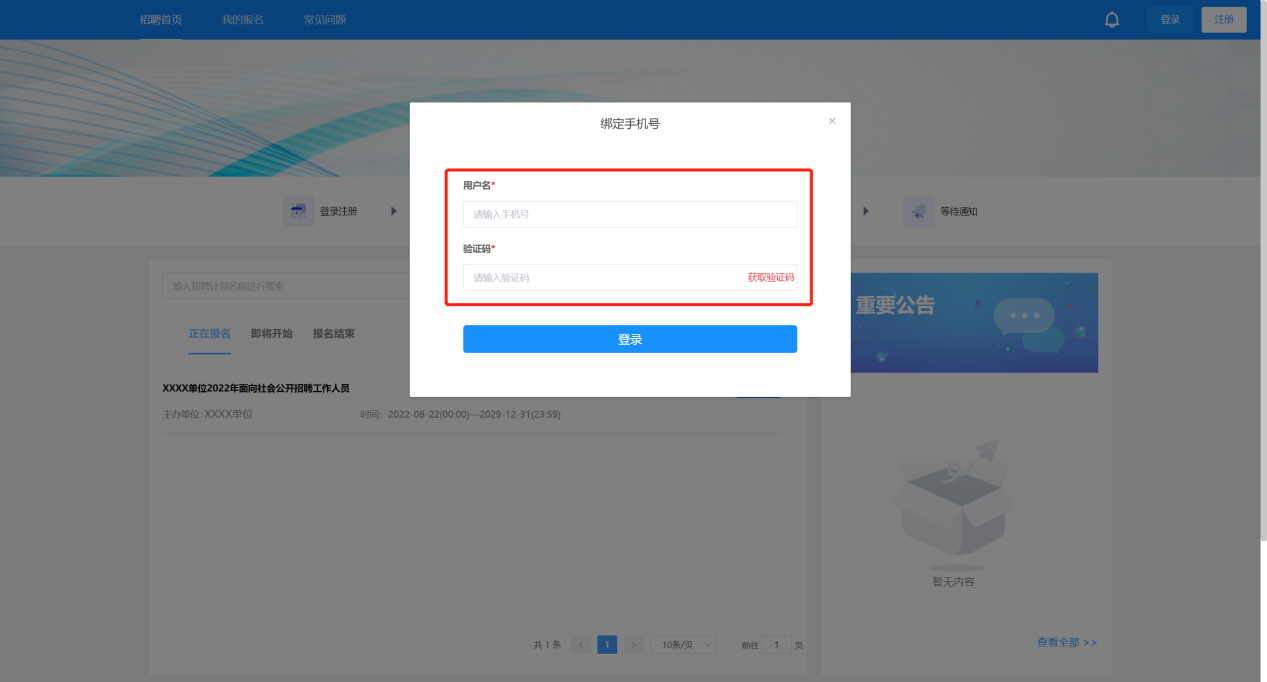 招聘首页 我的报名 常见问题 登录 注册
绑定手机号 ×
用户名*
请输入手机号
登录注册 等待通知
验证码*
请输入验证码 获取验证码
输入招聘计划名称进行搜索
重要公告
正在报名 即将开始 报名结束
登录
XXXX单位2022年面向社会公开招聘工作人员
主办单位:XXXX单位 时间: 2022-08-22(00:00)—2029-12-31(23:59)
暂无内容
共 1 条 < 1 > 10条/页 前往 1 页
查看全部 >>